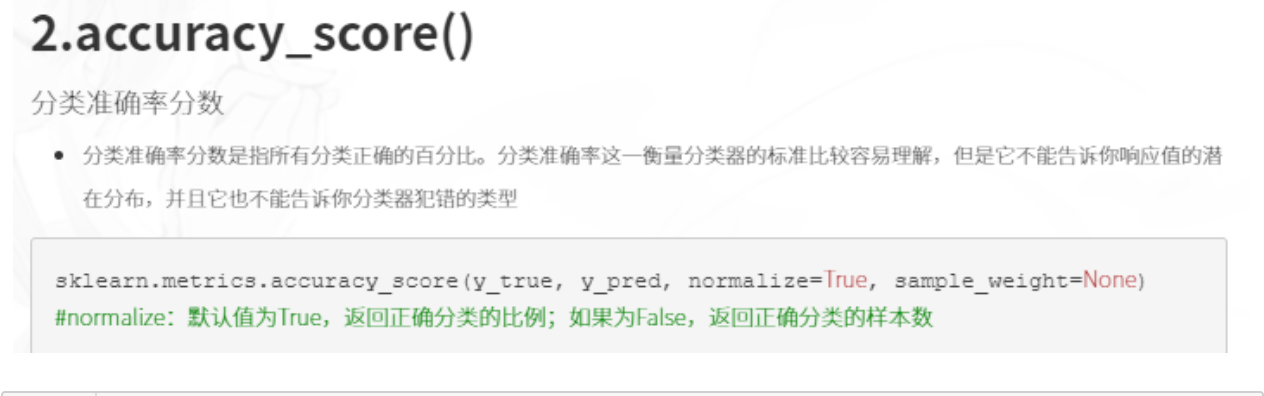 2.accuracy_score()
分类准确率分数
• 分类准确率分数是指所有分类正确的百分比。分类准确率这一衡量分类器的标准比较容易理解，但是它不能告诉你响应值的潜
在分布，并且它也不能告诉你分类器犯错的类型
sklearn.metrics.accuracy_score(y_true, y_pred, normalize=True, sample_weight=None)
#normalize：默认值为True，返回正确分类的比例；如果为False，返回正确分类的样本数